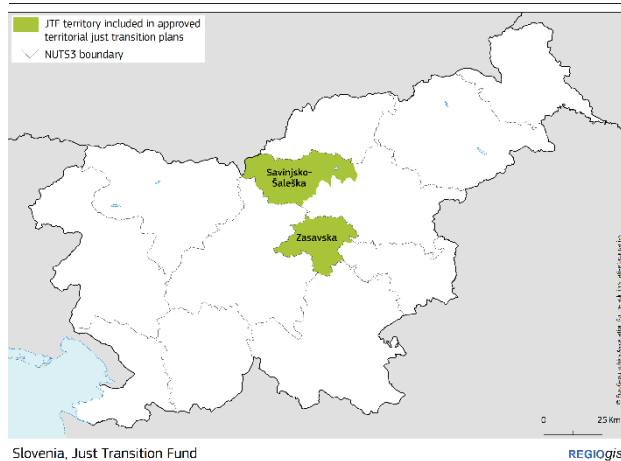 JTF territory included in approved
territorial just transition plans
NUTS3 boundary
Savinjsko-
Šaleška
Zasavska
0 25 Km
Slovenia, Just Transition Fund
REGIOgis